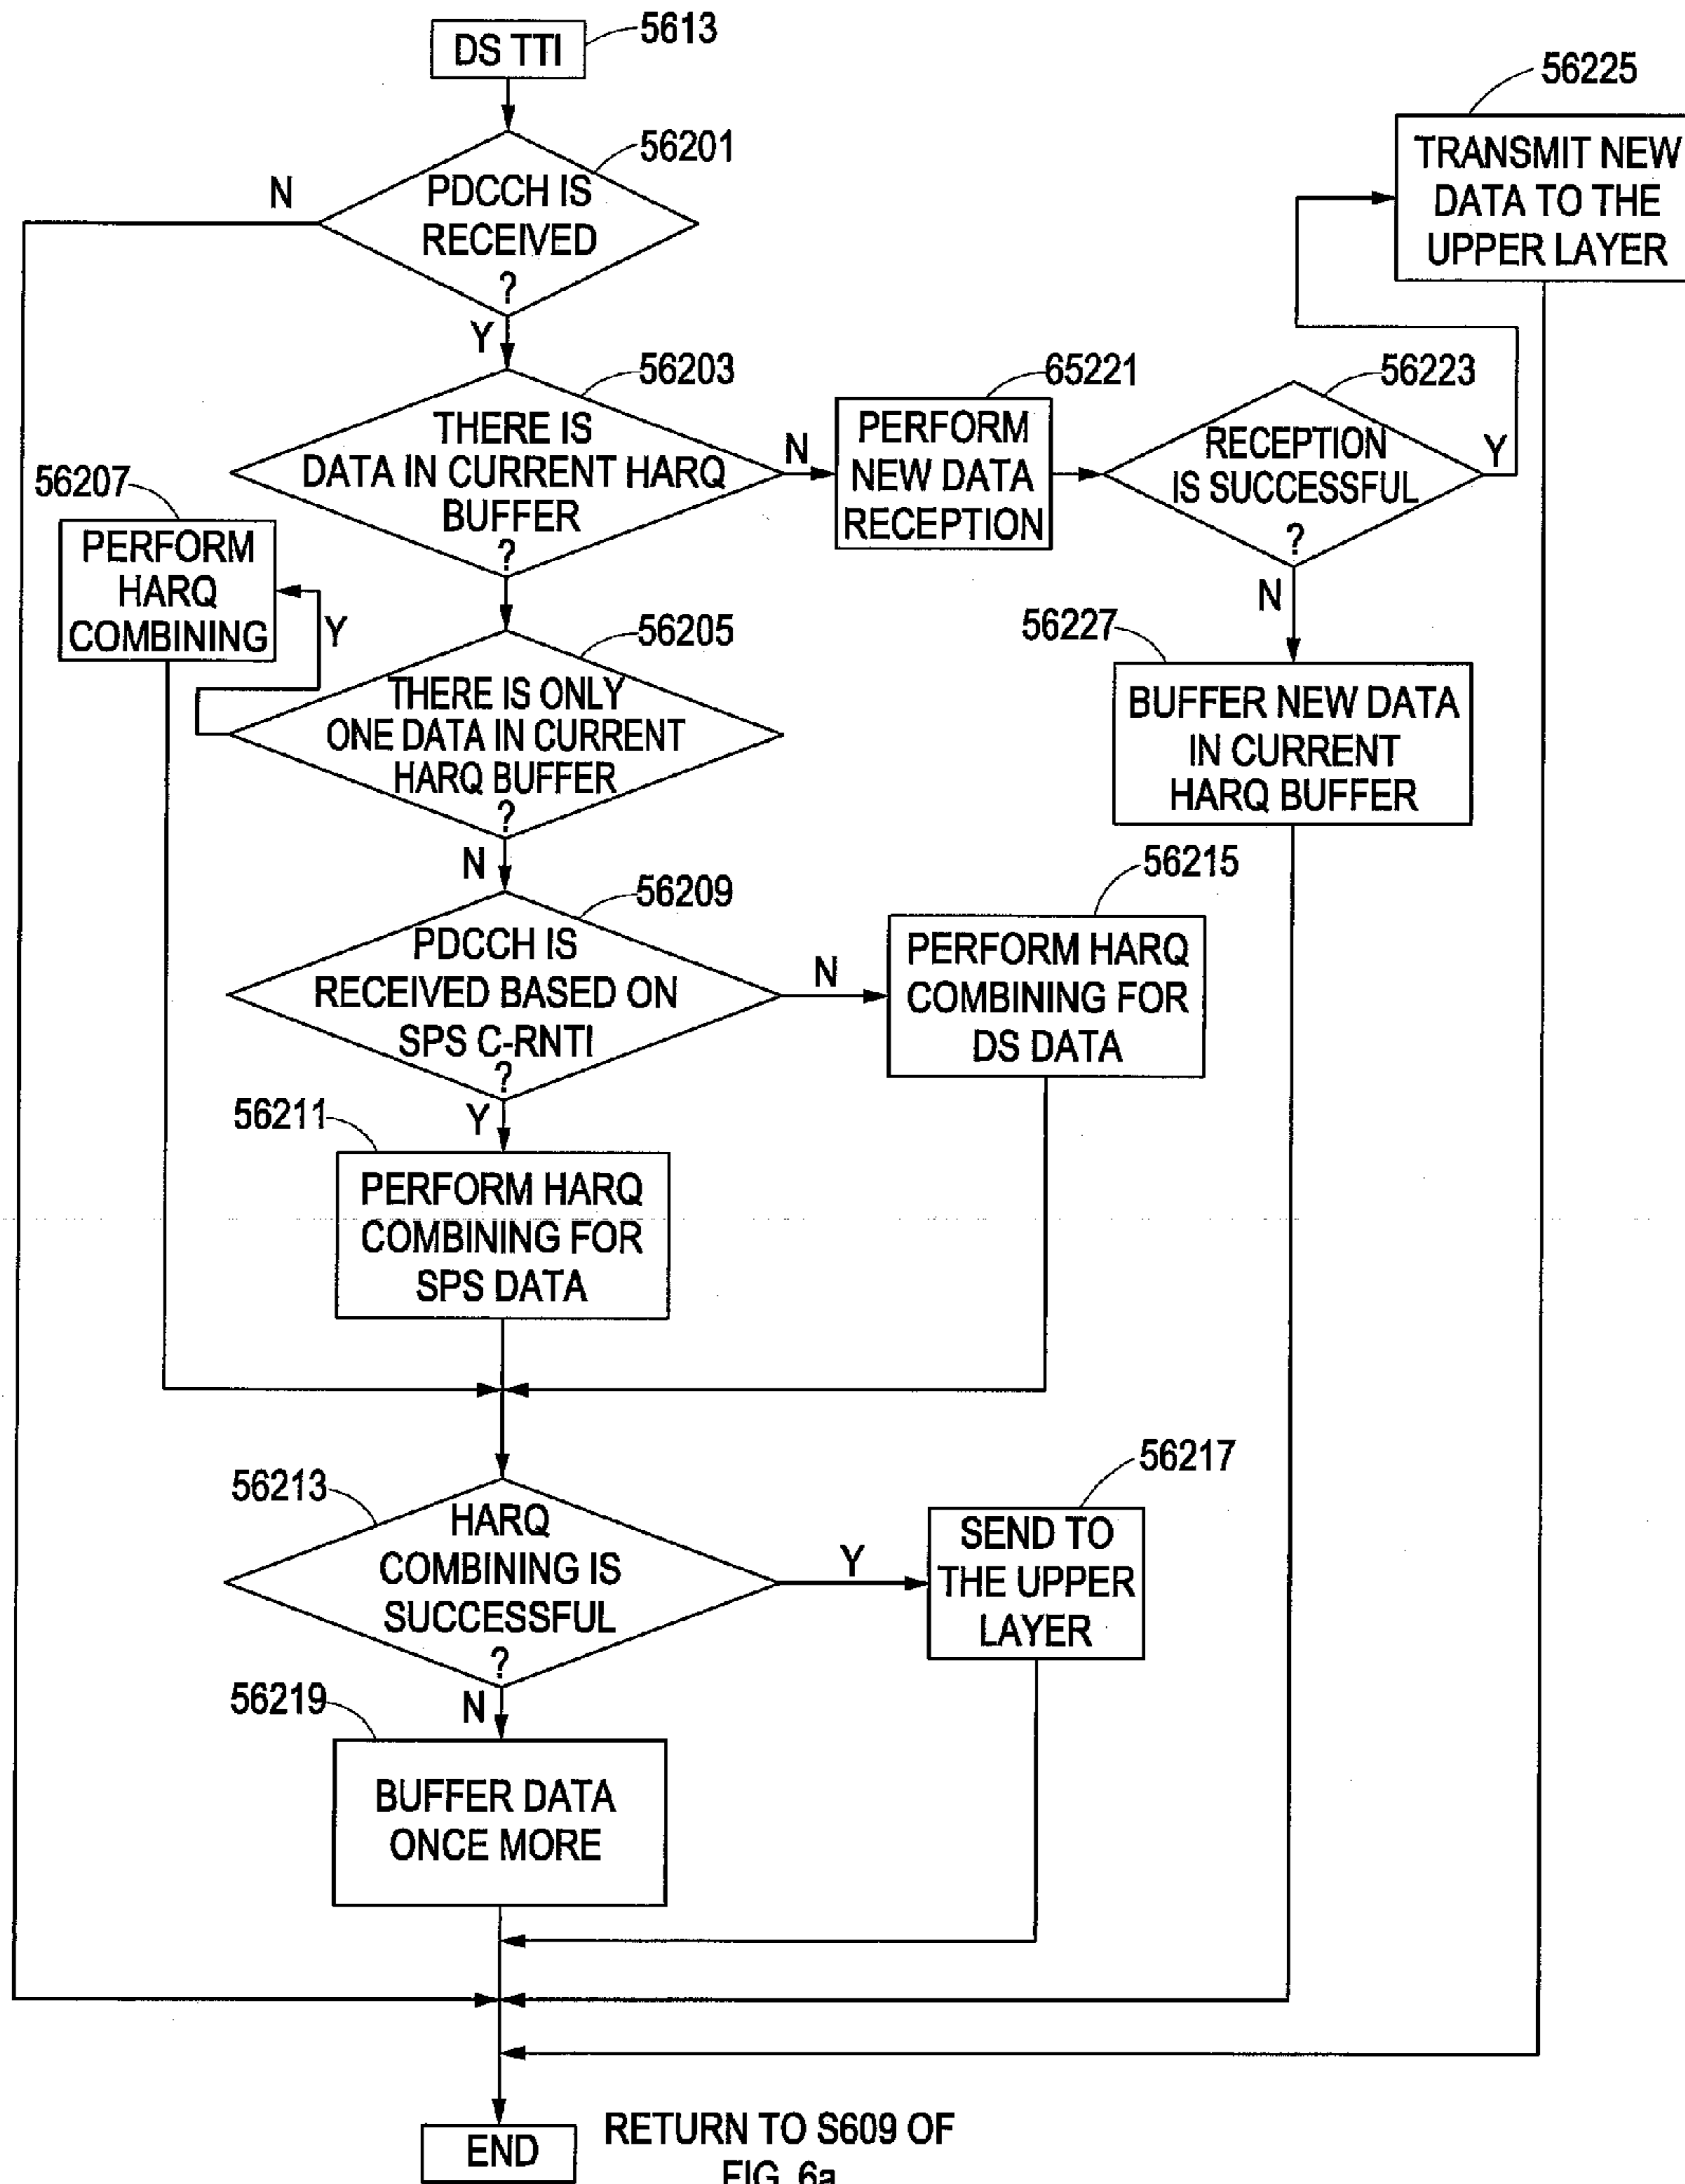 DS TTI
5613
56225
TRANSMIT NEW
DATA TO THE
UPPER LAYER
56201
PDCCH IS
RECEIVED
?
N
Y
56203
THERE IS
DATA IN CURRENT HARQ
BUFFER
?
N
65221
PERFORM
NEW DATA
RECEPTION
56223
RECEPTION
IS SUCCESSFUL
?
Y
N
56207
PERFORM
HARQ
COMBINING
Y
56205
THERE IS ONLY
ONE DATA IN CURRENT
HARQ BUFFER
?
N
56227
BUFFER NEW DATA
IN CURRENT
HARQ BUFFER
56209
PDCCH IS
RECEIVED BASED ON
SPS C-RNTI
?
N
Y
56215
PERFORM HARQ
COMBINING FOR
DS DATA
56211
PERFORM HARQ
COMBINING FOR
SPS DATA
56213
HARQ
COMBINING IS
SUCCESSFUL
?
Y
N
56217
SEND TO
THE UPPER
LAYER
56219
BUFFER DATA
ONCE MORE
END
RETURN TO S609 OF
FIG. 6a